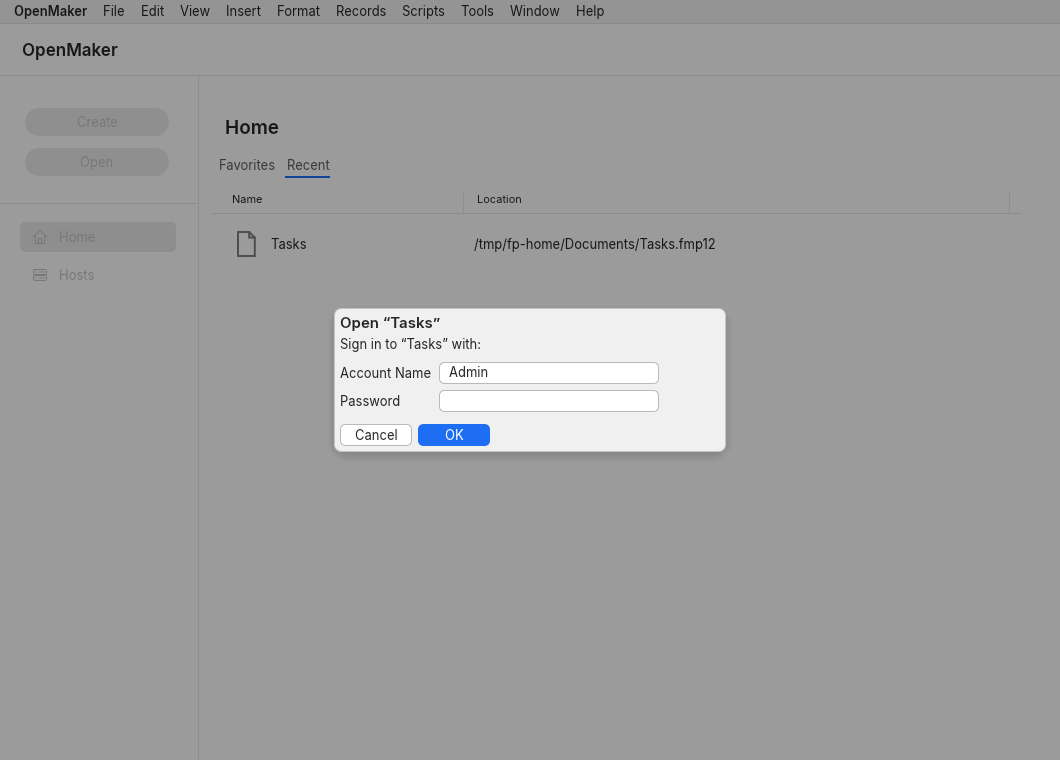 OpenMaker File Edit View Insert Format Records Scripts Tools Window Help
OpenMaker
Create
Open
Home
Hosts
Home
Favorites Recent
Name Location
Tasks /tmp/fp-home/Documents/Tasks.fmp12
Open “Tasks”
Sign in to “Tasks” with:
Account Name Admin
Password
Cancel OK